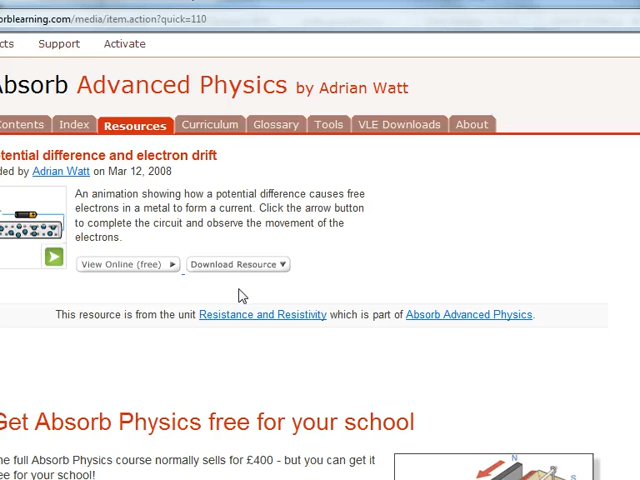 orblearning.com/media/item.action?quick=110
cts Support Activate
Absorb Advanced Physics by Adrian Watt
Contents Index Resources Curriculum Glossary Tools VLE Downloads About
tential difference and electron drift
ded by Adrian Watt on Mar 12, 2008
An animation showing how a potential difference causes free
electrons in a metal to form a current. Click the arrow button
to complete the circuit and observe the movement of the
electrons.
View Online (free) Download Resource
This resource is from the unit Resistance and Resistivity which is part of Absorb Advanced Physics.
Get Absorb Physics free for your school
he full Absorb Physics course normally sells for £400 - but you can get it
ee for your school!
N
S